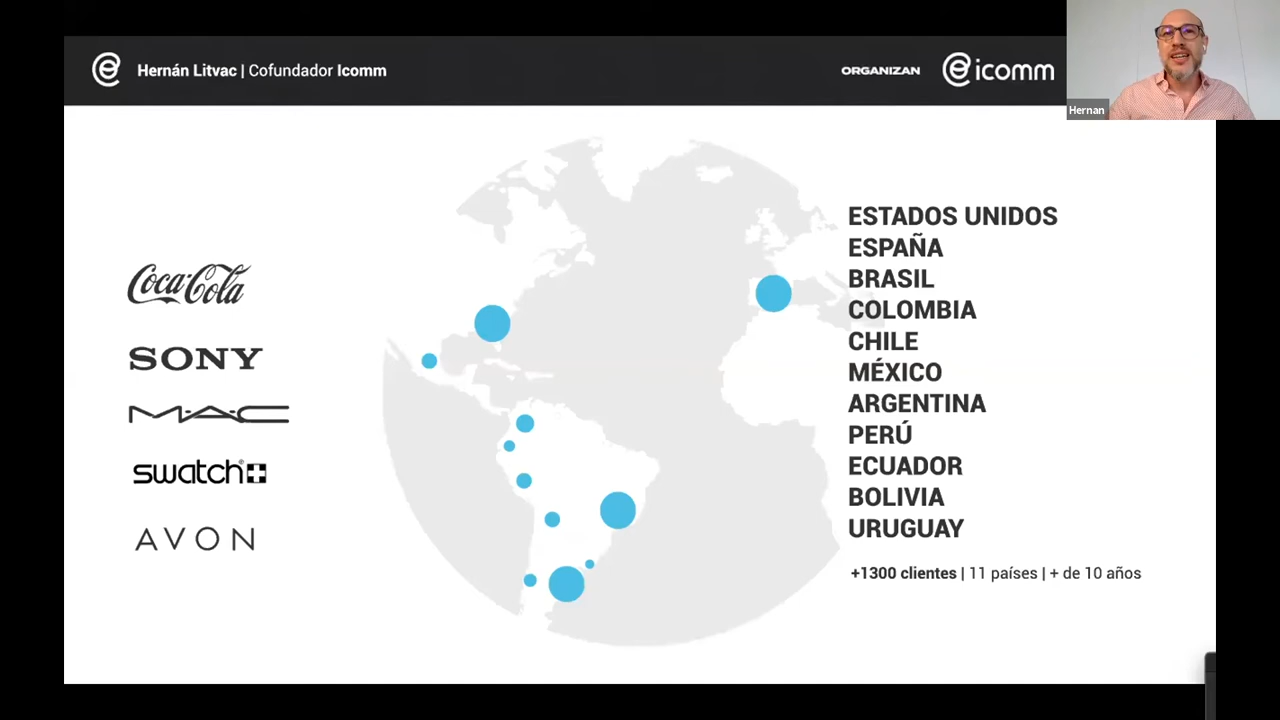 Hernán Litvac | Cofundador Icomm
ORGANIZAN
icomm
Hernan
Coca-Cola
SONY
M·A·C
swatch
AVON
ESTADOS UNIDOS
ESPAÑA
BRASIL
COLOMBIA
CHILE
MÉXICO
ARGENTINA
PERÚ
ECUADOR
BOLIVIA
URUGUAY
+1300 clientes | 11 países | + de 10 años